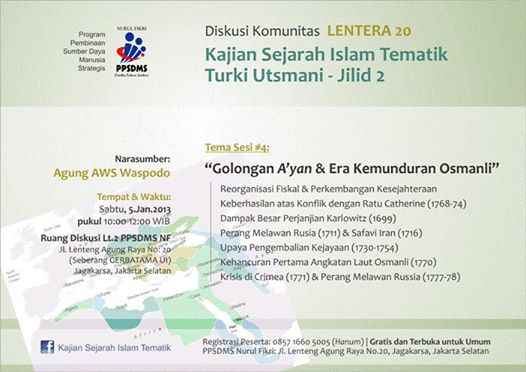 Program
Pembinaan
Sumber Daya
Manusia
Strategis
NURUL FIKRI
PPSDMS
Diskusi Komunitas LENTERA 20
Kajian Sejarah Islam Tematik
Turki Utsmani - Jilid 2
Narasumber:
Agung AWS Waspodo
Tempat & Waktu:
Sabtu, 5.Jan.2013
pukul 10:00-12:00 WIB
Ruang Diskusi Lt.2 PPSDMS NF
Jl. Lenteng Agung Raya No: 20
(Seberang GERBATAMA UI)
Jagakarsa, Jakarta Selatan
Tema Sesi #4:
“Golongan A’yan & Era Kemunduran Osmanli”
Reorganisasi Fiskal & Perkembangan Kesejahteraan
Keberhasilan atas Konflik dengan Ratu Catherine (1768-74)
Dampak Besar Perjanjian Karlowitz (1699)
Perang Melawan Rusia (1711) & Safavi Iran (1716)
Upaya Pengembalian Kejayaan (1730-1754)
Kehancuran Pertama Angkatan Laut Osmanli (1770)
Krisis di Crimea (1771) & Perang Melawan Russia (1777-78)
Africa
Kajian Sejarah Islam Tematik
Registrasi Peserta: 0857 1660 5005 (Hanum) | Gratis dan Terbuka untuk Umum
PPSDMS Nurul Fikri: Jl. Lenteng Agung Raya No.20, Jagakarsa, Jakarta Selatan